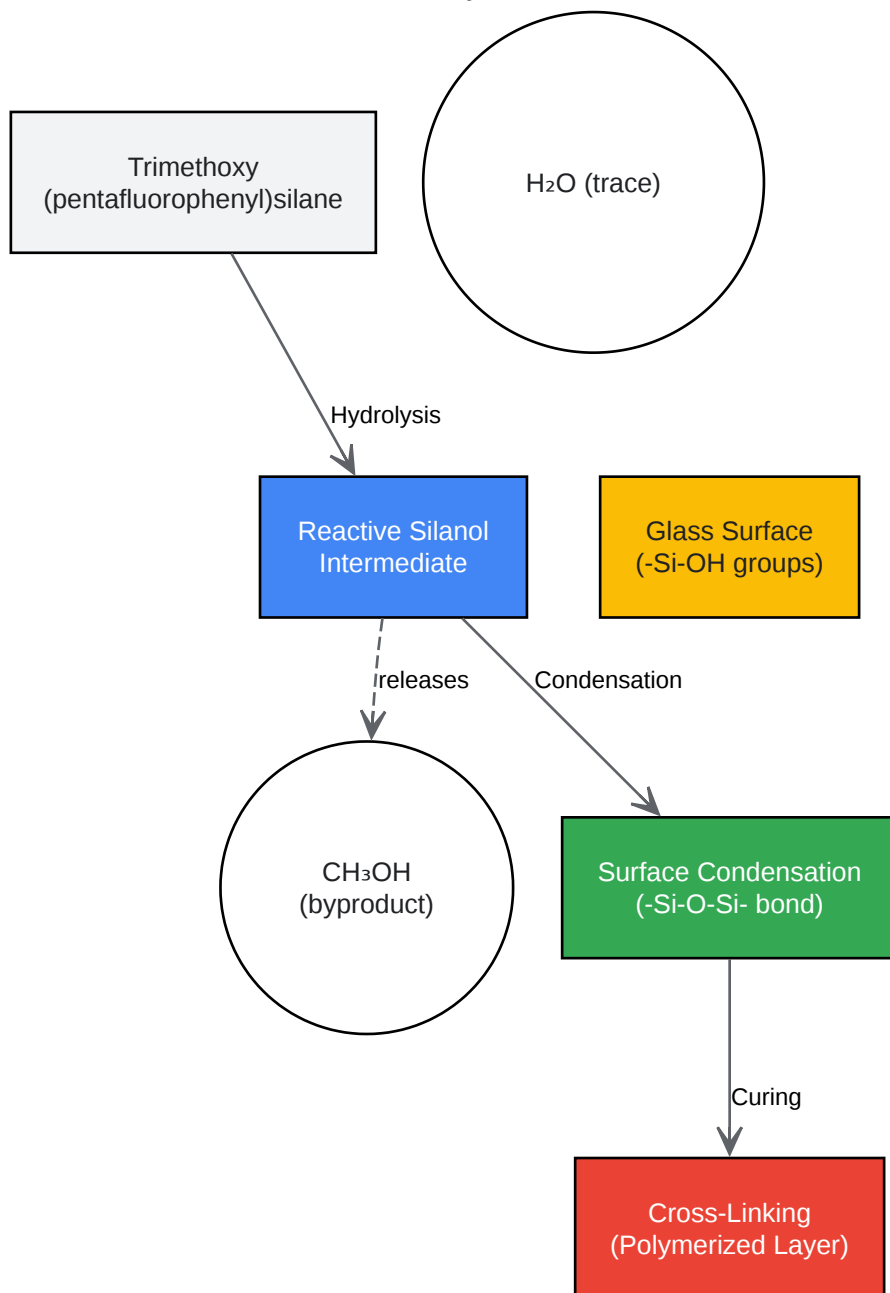 Trimethoxy
(pentafluorophenyl)silane
H₂O (trace)
Hydrolysis
Reactive Silanol
Intermediate
Glass Surface
(-Si-OH groups)
releases
Condensation
CH₃OH
(byproduct)
Surface Condensation
(-Si-O-Si- bond)
Curing
Cross-Linking
(Polymerized Layer)